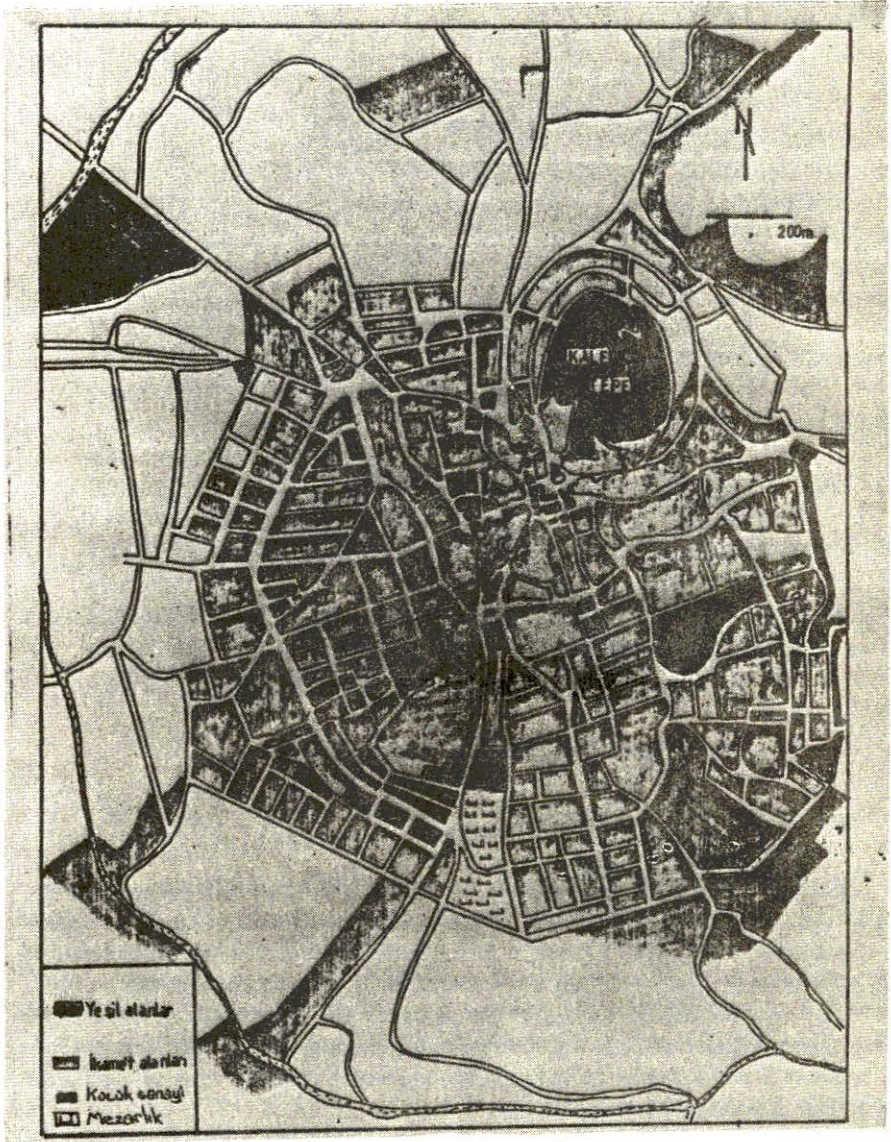 N
200m.
KALE
TEPE
Yeşil alanlar
İkamet alanları
Küçük sanayi
Mezarlık